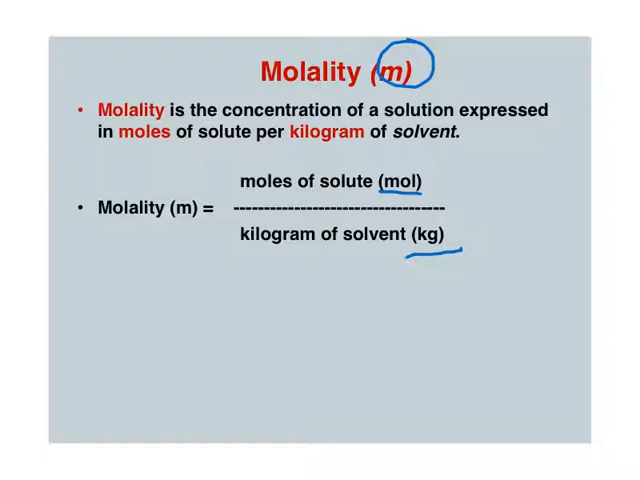 Molality (m)
• Molality is the concentration of a solution expressed
in moles of solute per kilogram of solvent.
moles of solute (mol)
• Molality (m) = -----------------------------------
kilogram of solvent (kg)